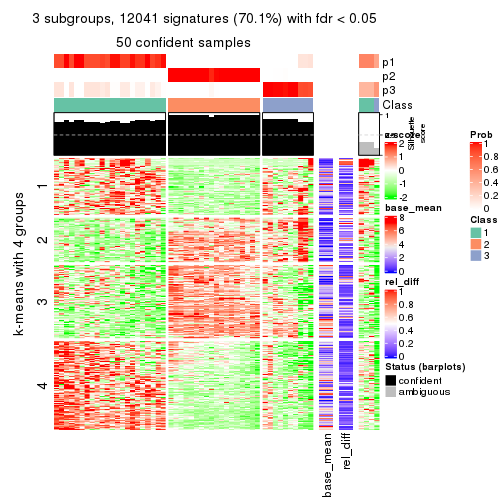 3 subgroups, 12041 signatures (70.1%) with fdr < 0.05
50 confident samples
p1
p2
p3
Class
1
Silhouette
score
k-means with 4 groups
1
2
3
4
base_mean
rel_diff
z-score
2
1
0
-1
-2
base_mean
8
6
4
2
0
rel_diff
1
0.8
0.6
0.4
0.2
0
Status (barplots)
confident
ambiguous
Prob
1
0.8
0.6
0.4
0.2
0
Class
1
2
3